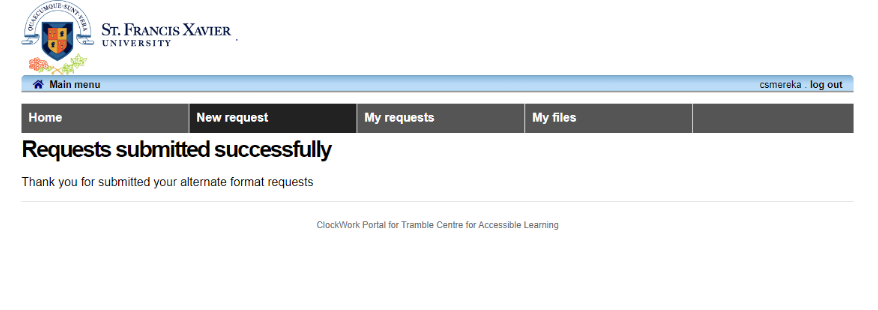 QUAECUMQUE·SUNT·VERA
ST. FRANCIS XAVIER
UNIVERSITY
Main menu
csmereka . log out
Home
New request
My requests
My files
Requests submitted successfully
Thank you for submitted your alternate format requests
ClockWork Portal for Tramble Centre for Accessible Learning